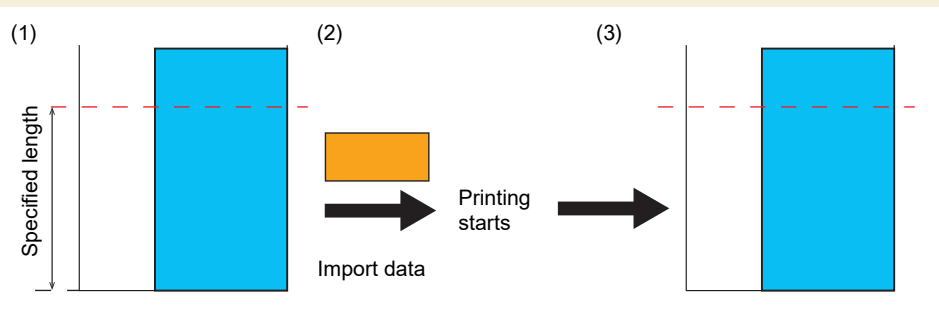 (1)
(2)
(3)
Specified length
Printing
starts
Import data